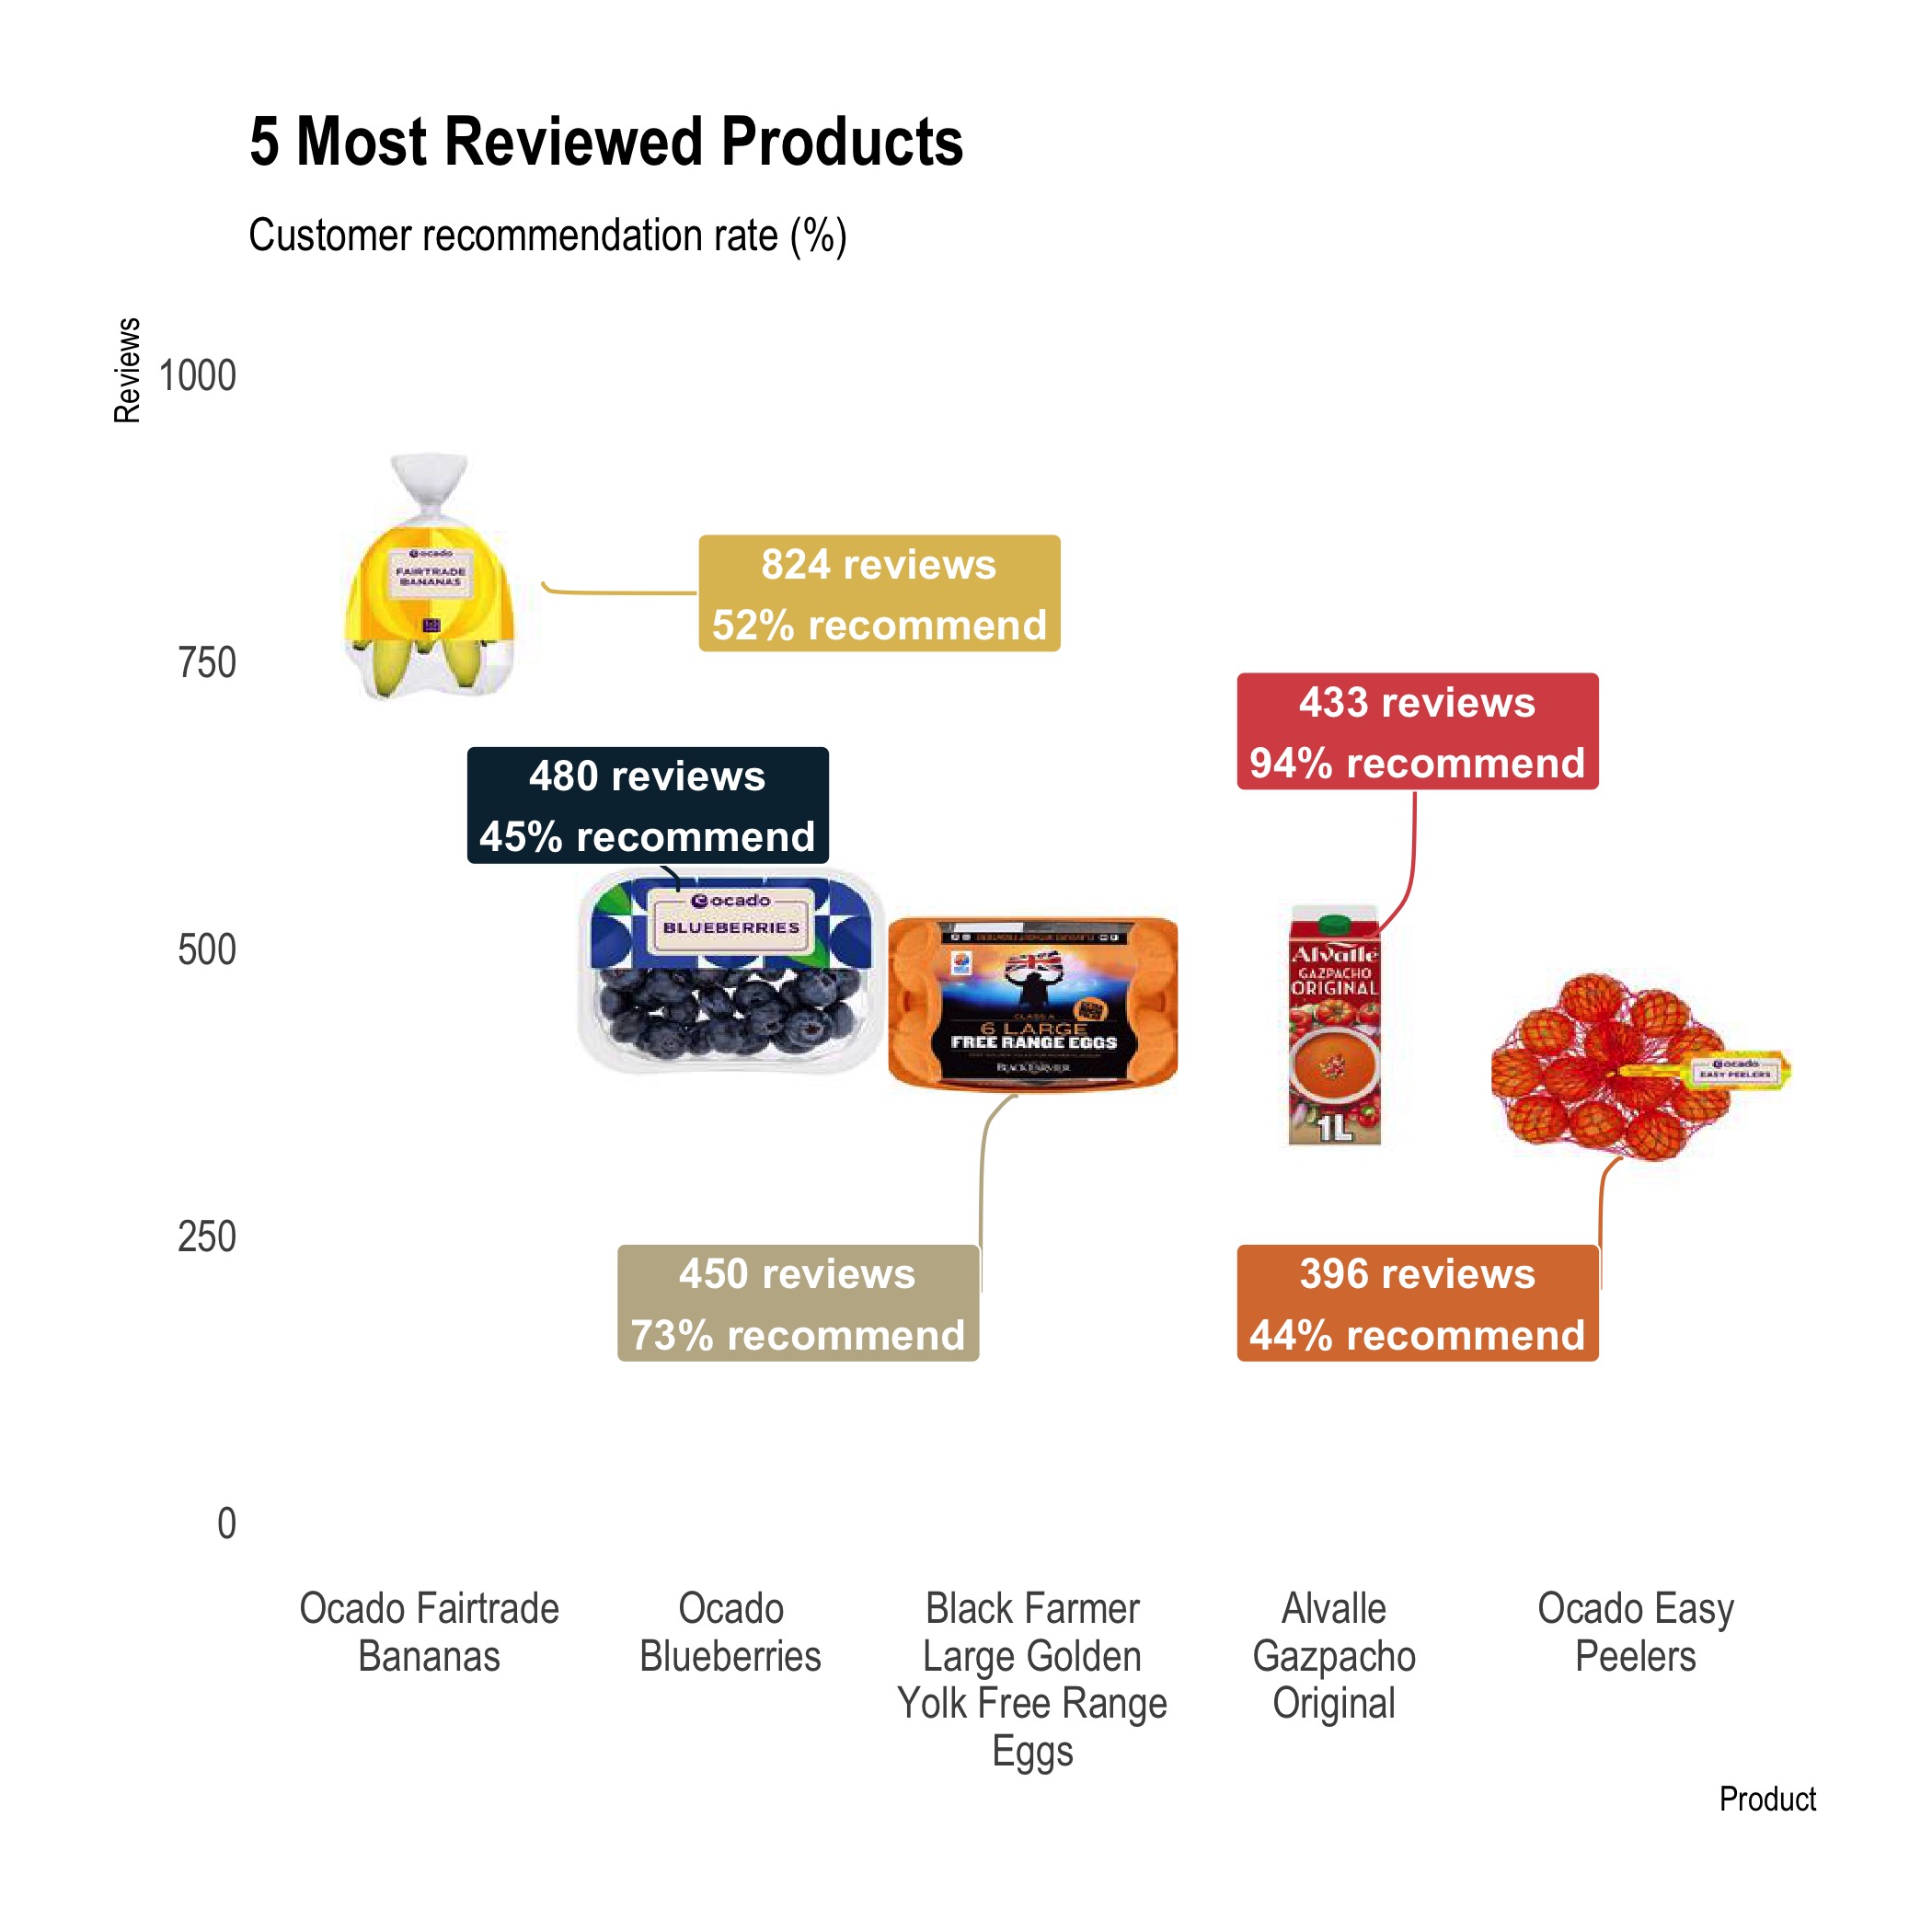 5 Most Reviewed Products
Customer recommendation rate (%)
Reviews
1000
750
500
250
0
ocado
FAIRTRADE
BANANAS
824 reviews
52% recommend
480 reviews
45% recommend
433 reviews
94% recommend
ocado
BLUEBERRIES
CLASS A
6 LARGE
FREE RANGE EGGS
BLACK FARMER
Alvalle
GAZPACHO
ORIGINAL
1L
ocado
EASY PEELERS
450 reviews
73% recommend
396 reviews
44% recommend
Ocado Fairtrade
Bananas
Ocado
Blueberries
Black Farmer
Large Golden
Yolk Free Range
Eggs
Alvalle
Gazpacho
Original
Ocado Easy
Peelers
Product